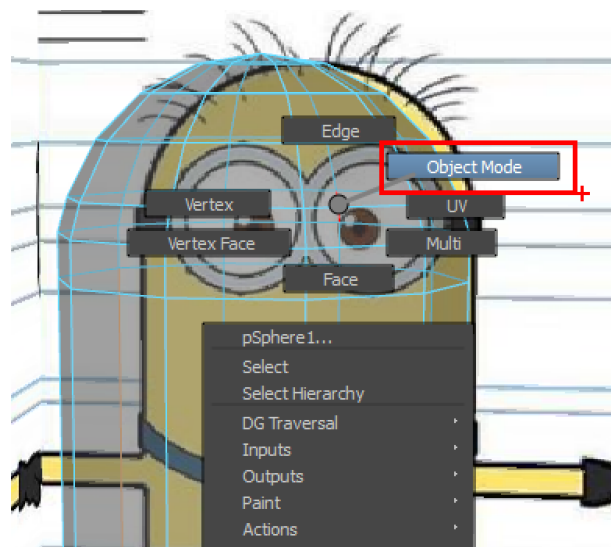 Edge
Object Mode
Vertex
UV
Vertex Face
Multi
Face
pSphere1...
Select
Select Hierarchy
DG Traversal
Inputs
Outputs
Paint
Actions